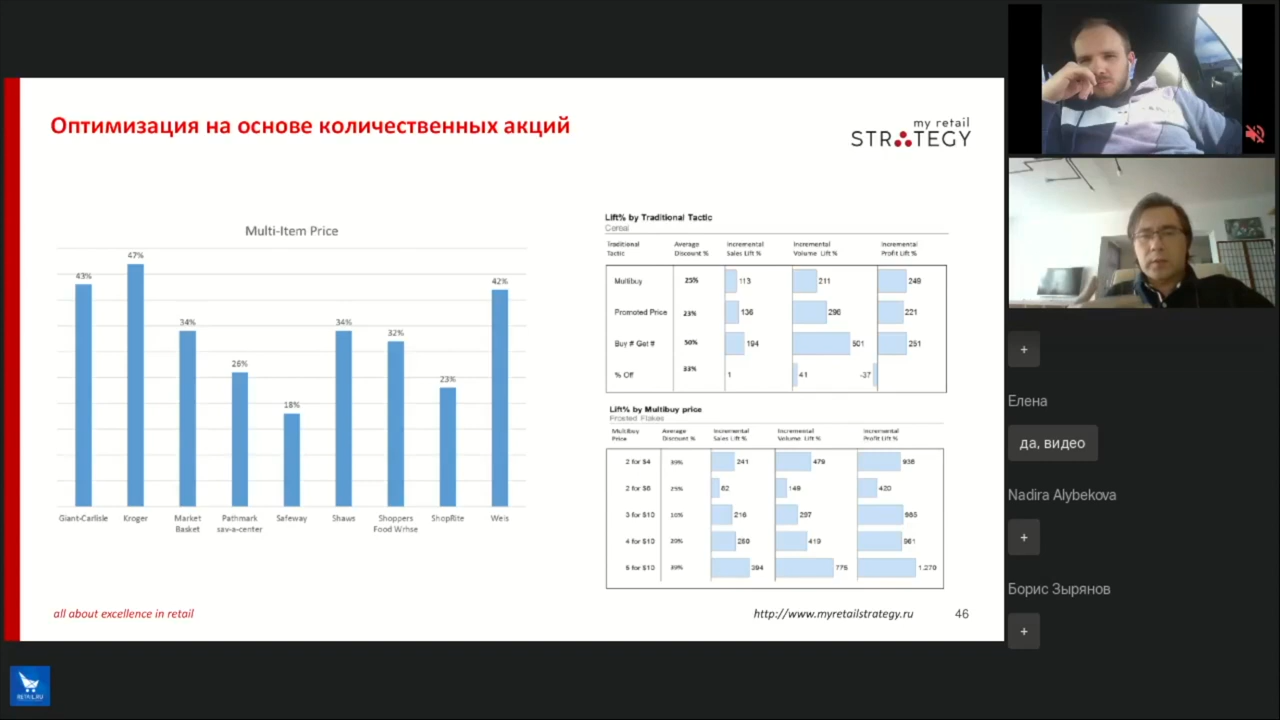 Оптимизация на основе количественных акций
my retail
STRATEGY
Multi-Item Price
43%
47%
34%
26%
18%
34%
32%
23%
42%
Giant-Carlisle
Kroger
Market
Basket
Pathmark
sav-a-center
Safeway
Shaws
Shoppers
Food Wrhse
ShopRite
Weis
Lift% by Traditional Tactic
Cereal
Traditional Tactic
Average Discount %
Incremental Sales Lift %
Incremental Volume Lift %
Incremental Profit Lift %
Multibuy 25% 113 211 249
Promoted Price 23% 136 296 221
Buy # Get # 50% 194 501 251
% Off 33% 1 41 -37
Lift% by Multibuy price
Frosted Flakes
Multibuy Price
Average Discount %
Incremental Sales Lift %
Incremental Volume Lift %
Incremental Profit Lift %
2 for $4 241 479
2 for $6 62 149 420
3 for $10 216 297
4 for $10 419
5 for $10 394 775 1.270
all about excellence in retail
http://www.myretailstrategy.ru
46
RETAIL.RU
+
Елена
да, видео
Nadira Alybekova
+
Борис Зырянов
+